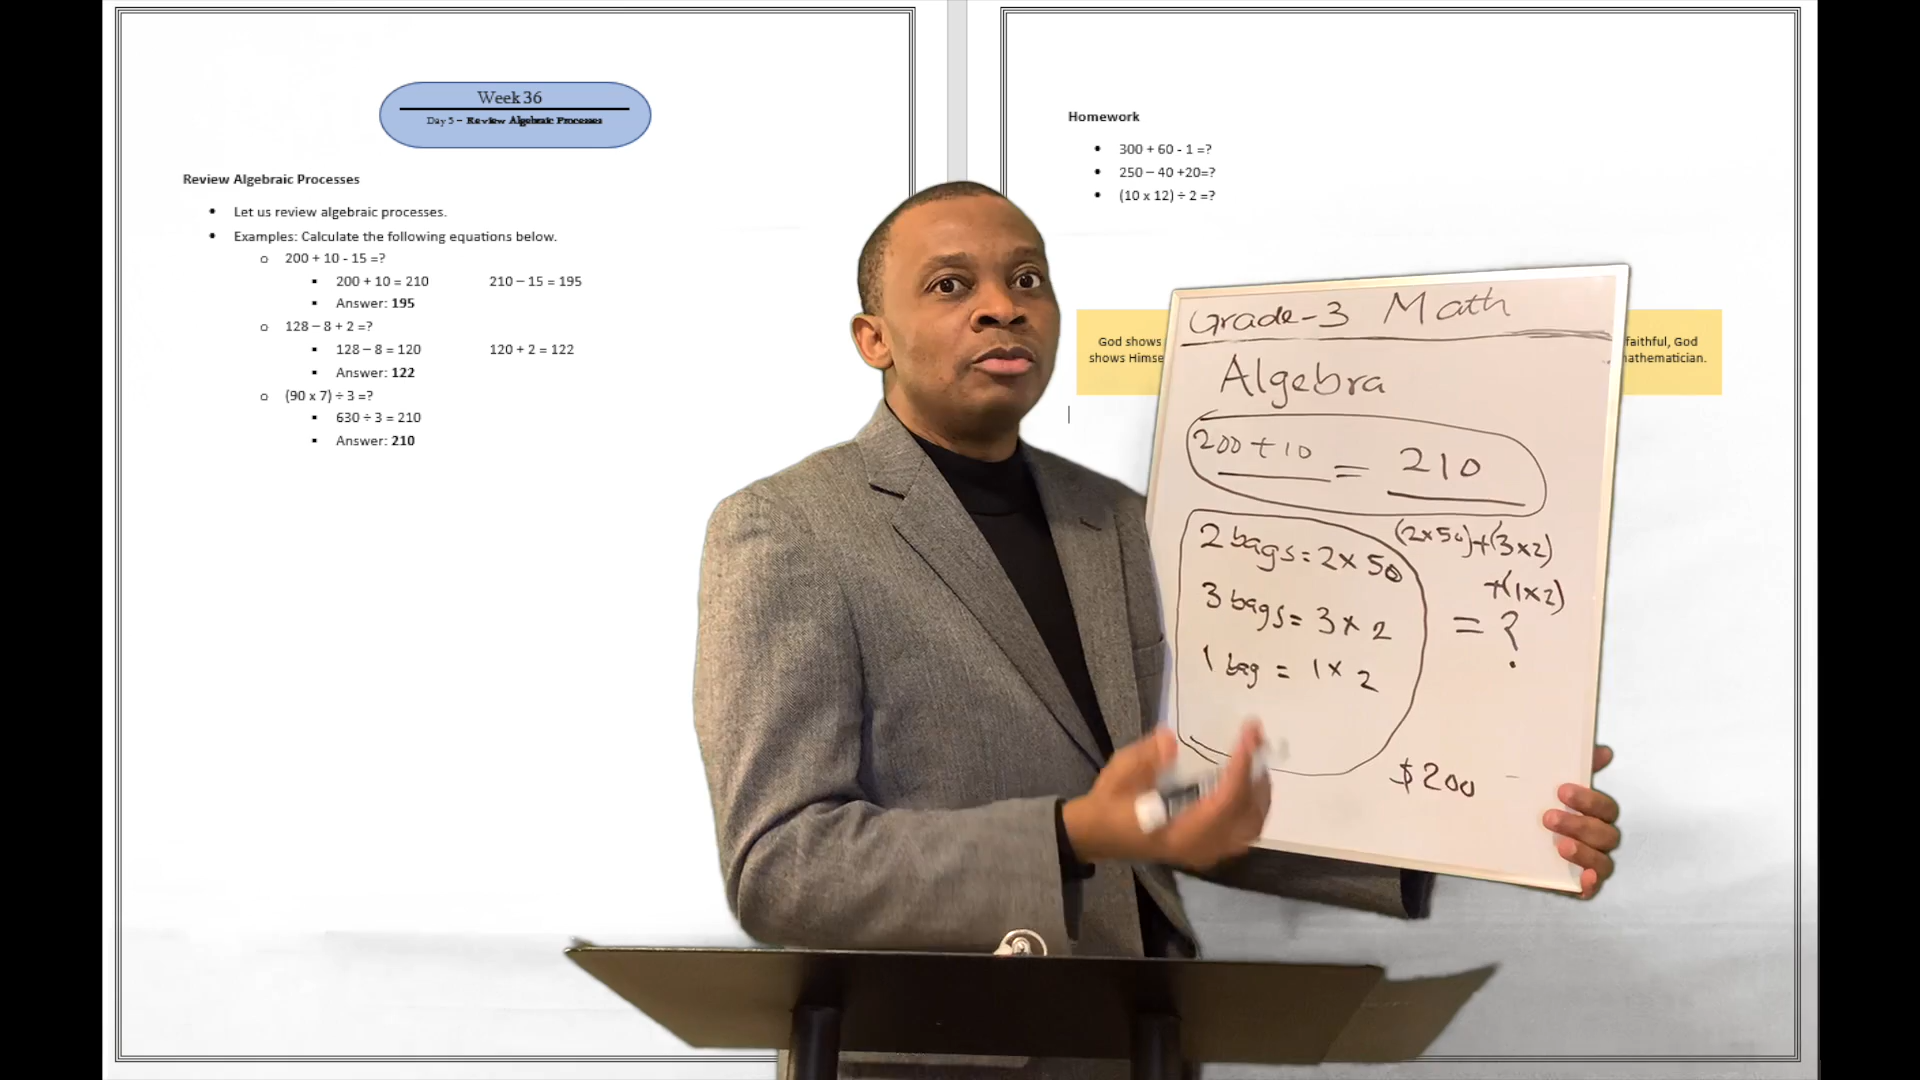 Week 36
Day 5 – Review Algebraic Processes
Review Algebraic Processes
• Let us review algebraic processes.
• Examples: Calculate the following equations below.
o 200 + 10 - 15 =?
▪ 200 + 10 = 210 210 – 15 = 195
▪ Answer: 195
o 128 – 8 + 2 =?
▪ 128 – 8 = 120 120 + 2 = 122
▪ Answer: 122
o (90 x 7) ÷ 3 =?
▪ 630 ÷ 3 = 210
▪ Answer: 210
Homework
• 300 + 60 - 1 =?
• 250 – 40 +20=?
• (10 x 12) ÷ 2 =?
God shows faithful, God
shows Himse athematician.
Grade-3 Math
Algebra
200 + 10 = 210
2 bags = 2 x 50
3 bags = 3 x 2
1 bag = 1 x 2
(2x50)+(3x2)
+(1x2)
= ?
$200